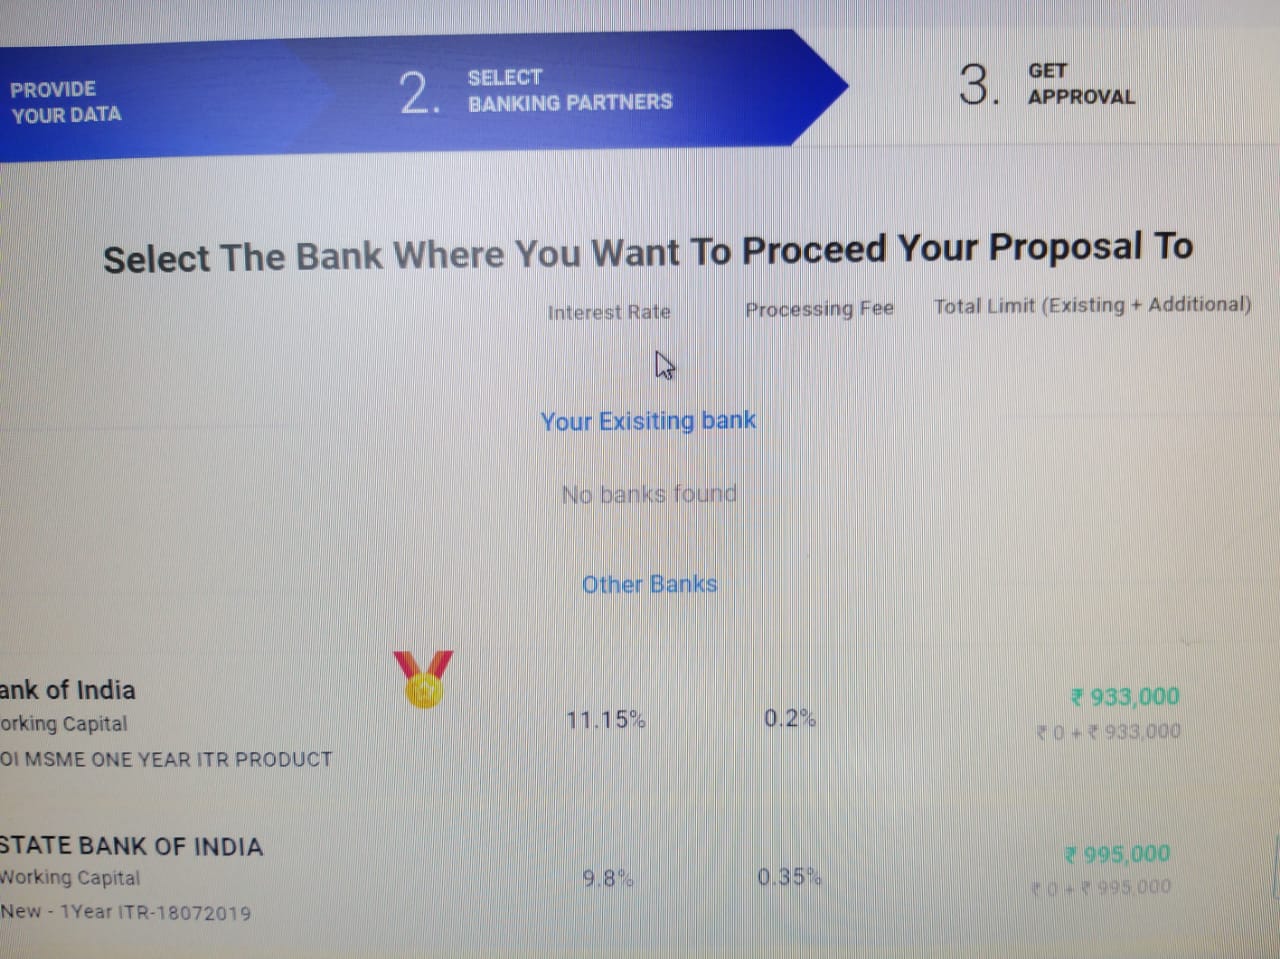 PROVIDE
YOUR DATA
2. SELECT
BANKING PARTNERS
3. GET
APPROVAL
Select The Bank Where You Want To Proceed Your Proposal To
Interest Rate Processing Fee Total Limit (Existing + Additional)
Your Exisiting bank
No banks found
Other Banks
ank of India
orking Capital
OI MSME ONE YEAR ITR PRODUCT
11.15% 0.2% ₹ 933,000
₹ 0 + ₹ 933,000
STATE BANK OF INDIA
Working Capital
New - 1Year ITR-18072019
9.8% 0.35% ₹ 995,000
₹ 0 + ₹ 995,000